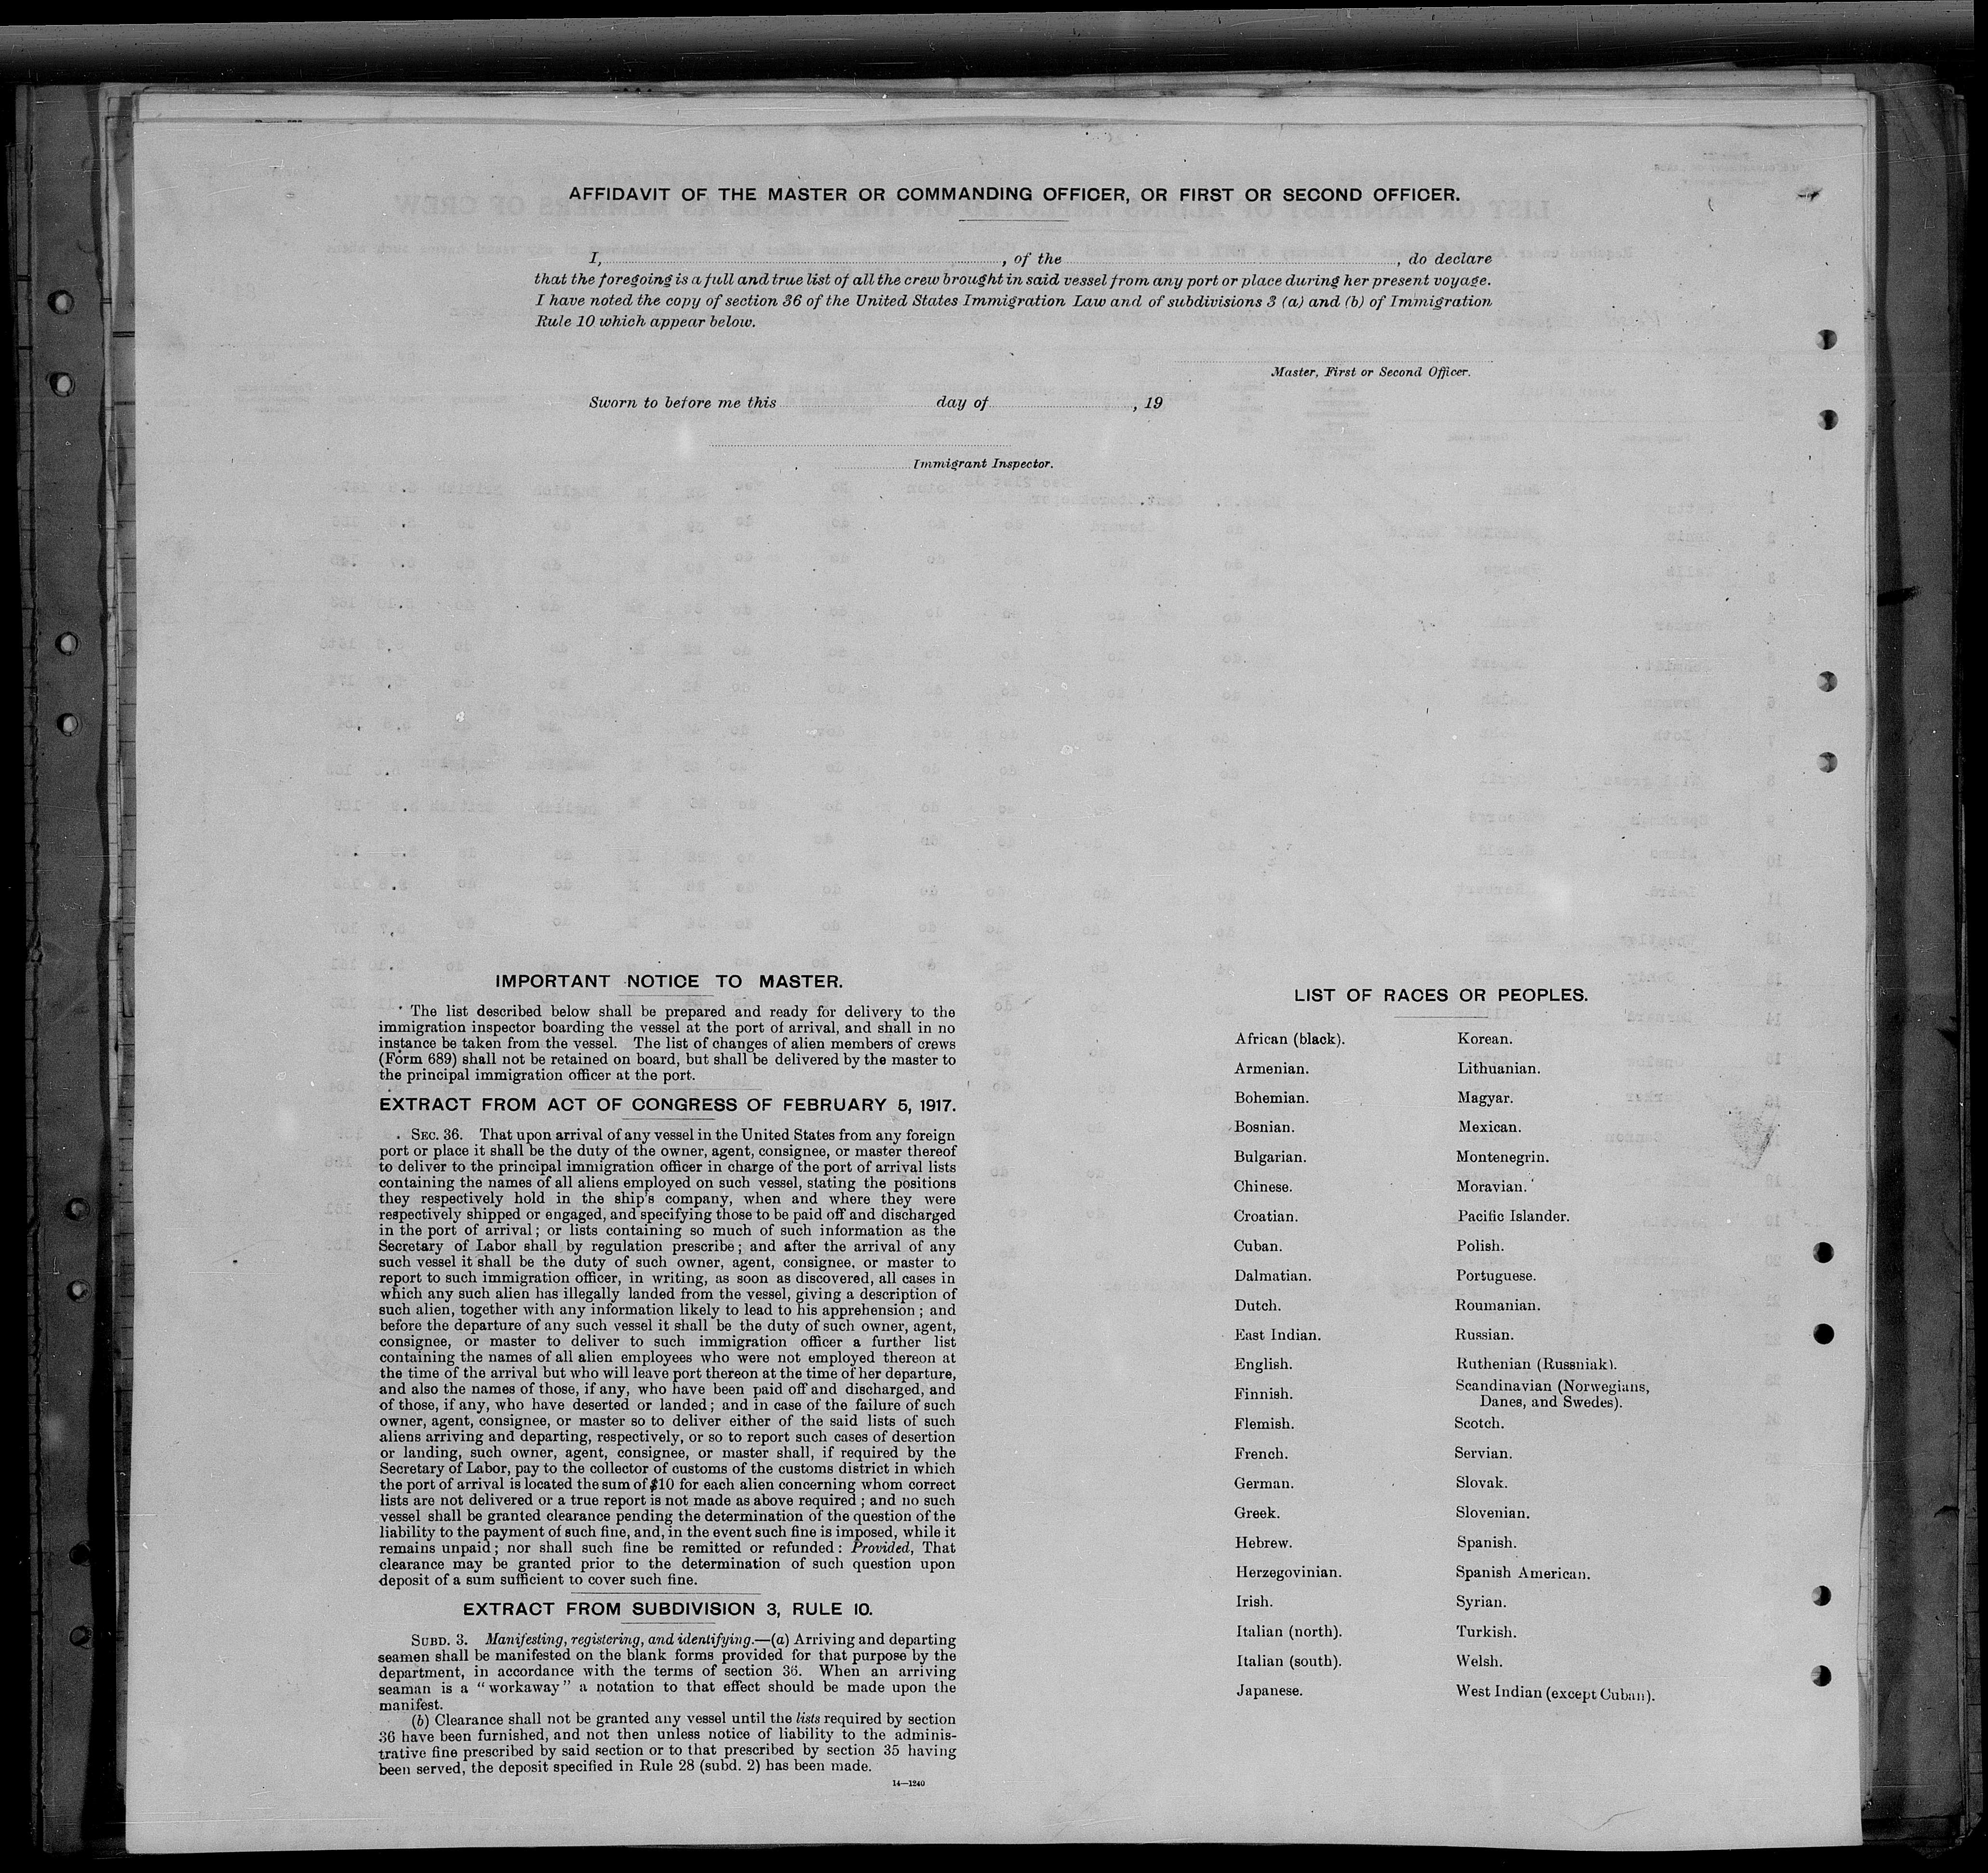 AFFIDAVIT OF THE MASTER OR COMMANDING OFFICER, OR FIRST OR SECOND OFFICER.
I, , of the , do declare
that the foregoing is a full and true list of all the crew brought in said vessel from any port or place during her present voyage.
I have noted the copy of section 36 of the United States Immigration Law and of subdivisions 3 (a) and (b) of Immigration
Rule 10 which appear below.
Master, First or Second Officer.
Sworn to before me this day of , 19
Immigrant Inspector.
IMPORTANT NOTICE TO MASTER.
The list described below shall be prepared and ready for delivery to the
immigration inspector boarding the vessel at the port of arrival, and shall in no
instance be taken from the vessel. The list of changes of alien members of crews
(Form 689) shall not be retained on board, but shall be delivered by the master to
the principal immigration officer at the port.
EXTRACT FROM ACT OF CONGRESS OF FEBRUARY 5, 1917.
SEC. 36. That upon arrival of any vessel in the United States from any foreign
port or place it shall be the duty of the owner, agent, consignee, or master thereof
to deliver to the principal immigration officer in charge of the port of arrival lists
containing the names of all aliens employed on such vessel, stating the positions
they respectively hold in the ship's company, when and where they were
respectively shipped or engaged, and specifying those to be paid off and discharged
in the port of arrival; or lists containing so much of such information as the
Secretary of Labor shall by regulation prescribe; and after the arrival of any
such vessel it shall be the duty of such owner, agent, consignee, or master to
report to such immigration officer, in writing, as soon as discovered, all cases in
which any such alien has illegally landed from the vessel, giving a description of
such alien, together with any information likely to lead to his apprehension; and
before the departure of any such vessel it shall be the duty of such owner, agent,
consignee, or master to deliver to such immigration officer a further list
containing the names of all alien employees who were not employed thereon at
the time of the arrival but who will leave port thereon at the time of her departure,
and also the names of those, if any, who have been paid off and discharged, and
of those, if any, who have deserted or landed; and in case of the failure of such
owner, agent, consignee, or master so to deliver either of the said lists of such
aliens arriving and departing, respectively, or so to report such cases of desertion
or landing, such owner, agent, consignee, or master shall, if required by the
Secretary of Labor, pay to the collector of customs of the customs district in which
the port of arrival is located the sum of $10 for each alien concerning whom correct
lists are not delivered or a true report is not made as above required; and no such
vessel shall be granted clearance pending the determination of the question of the
liability to the payment of such fine, and, in the event such fine is imposed, while it
remains unpaid; nor shall such fine be remitted or refunded: Provided, That
clearance may be granted prior to the determination of such question upon
deposit of a sum sufficient to cover such fine.
EXTRACT FROM SUBDIVISION 3, RULE 10.
SUBD. 3. Manifesting, registering, and identifying.—(a) Arriving and departing
seamen shall be manifested on the blank forms provided for that purpose by the
department, in accordance with the terms of section 36. When an arriving
seaman is a "workaway" a notation to that effect should be made upon the
manifest.
(b) Clearance shall not be granted any vessel until the lists required by section
36 have been furnished, and not then unless notice of liability to the adminis-
trative fine prescribed by said section or to that prescribed by section 35 having
been served, the deposit specified in Rule 28 (subd. 2) has been made.
14—1240
LIST OF RACES OR PEOPLES.
African (black).
Armenian.
Bohemian.
Bosnian.
Bulgarian.
Chinese.
Croatian.
Cuban.
Dalmatian.
Dutch.
East Indian.
English.
Finnish.
Flemish.
French.
German.
Greek.
Hebrew.
Herzegovinian.
Irish.
Italian (north).
Italian (south).
Japanese.
Korean.
Lithuanian.
Magyar.
Mexican.
Montenegrin.
Moravian.
Pacific Islander.
Polish.
Portuguese.
Roumanian.
Russian.
Ruthenian (Russniak).
Scandinavian (Norwegians,
Danes, and Swedes).
Scotch.
Servian.
Slovak.
Slovenian.
Spanish.
Spanish American.
Syrian.
Turkish.
Welsh.
West Indian (except Cuban).